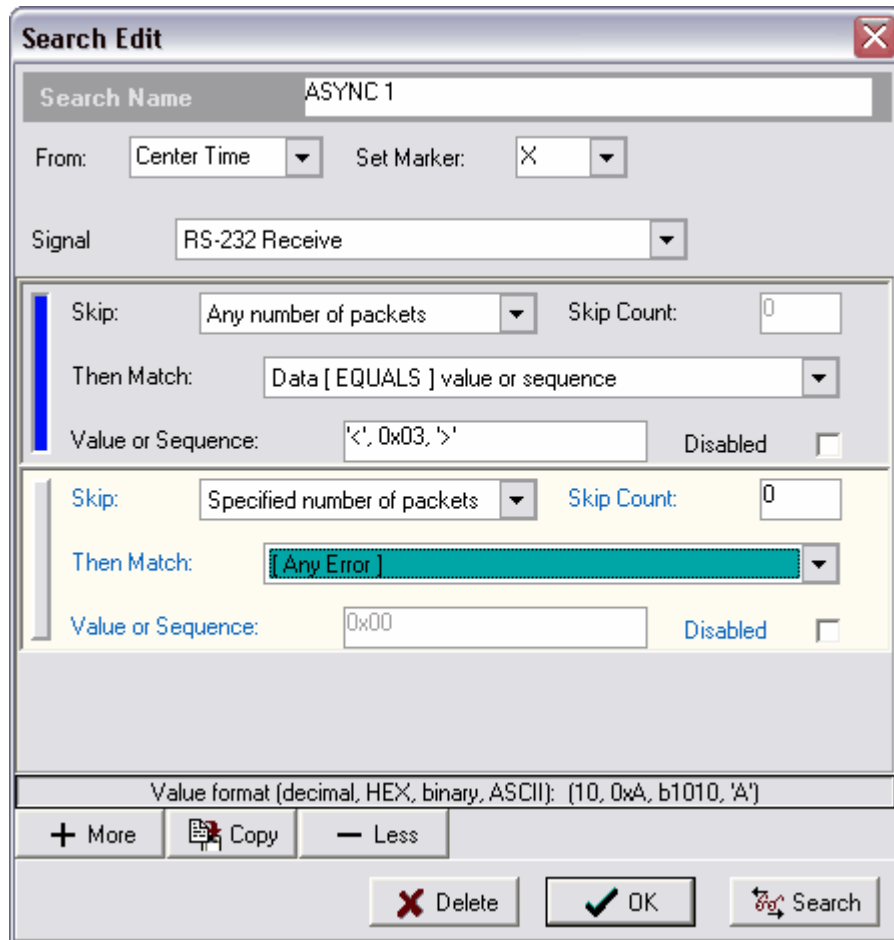 Search Edit
Search Name ASYNC 1
From: Center Time Set Marker: X
Signal RS-232 Receive
Skip: Any number of packets Skip Count: 0
Then Match: Data [ EQUALS ] value or sequence
Value or Sequence: '<', 0x03, '>' Disabled
Skip: Specified number of packets Skip Count: 0
Then Match: [ Any Error ]
Value or Sequence: 0x00 Disabled
Value format (decimal, HEX, binary, ASCII): (10, 0xA, b1010, 'A')
+ More Copy − Less
Delete OK Search